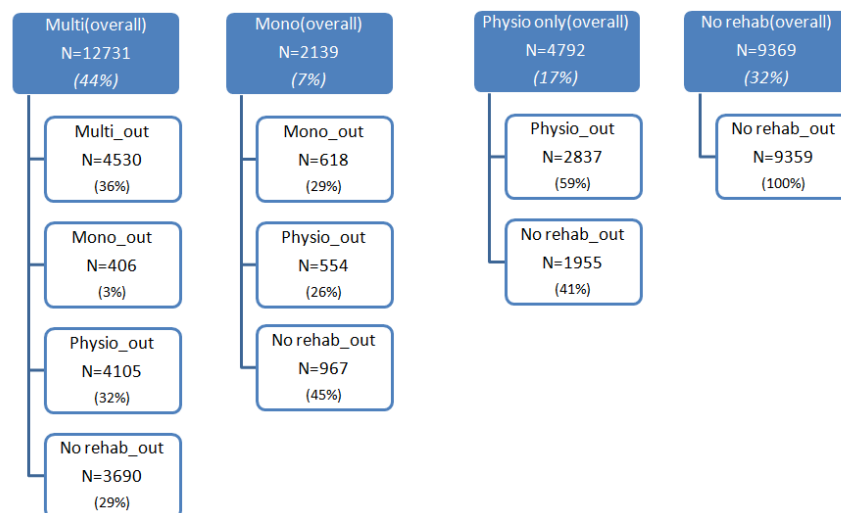 Multi(overall)
N=12731
(44%)
Multi_out
N=4530
(36%)
Mono_out
N=406
(3%)
Physio_out
N=4105
(32%)
No rehab_out
N=3690
(29%)
Mono(overall)
N=2139
(7%)
Mono_out
N=618
(29%)
Physio_out
N=554
(26%)
No rehab_out
N=967
(45%)
Physio only(overall)
N=4792
(17%)
Physio_out
N=2837
(59%)
No rehab_out
N=1955
(41%)
No rehab(overall)
N=9369
(32%)
No rehab_out
N=9359
(100%)